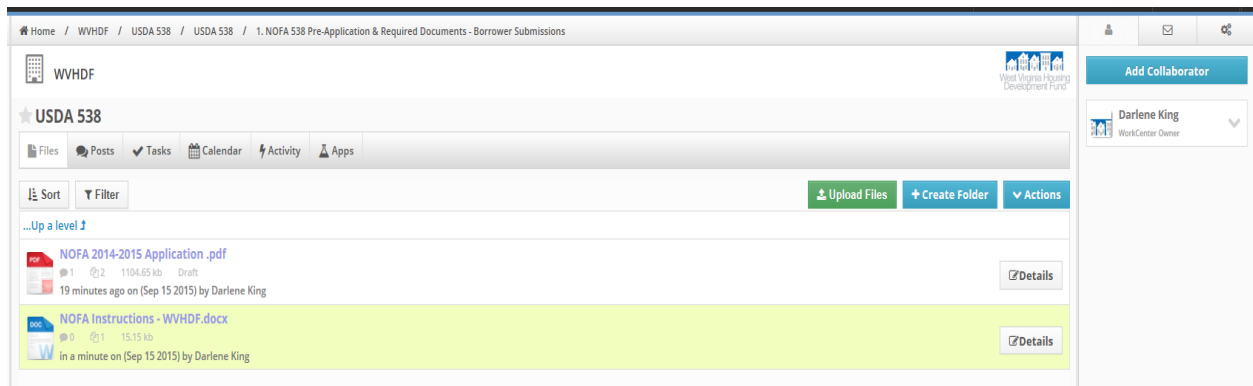 Home / WVHDF / USDA 538 / USDA 538 / 1. NOFA 538 Pre-Application & Required Documents - Borrower Submissions
WVHDF
West Virginia Housing
Development Fund
USDA 538
Files Posts Tasks Calendar Activity Apps
Sort Filter Upload Files + Create Folder Actions
...Up a level
PDF
NOFA 2014-2015 Application .pdf
1 2 1104.65 kb Draft
19 minutes ago on (Sep 15 2015) by Darlene King
Details
DOC
W
NOFA Instructions - WVHDF.docx
0 1 15.15 kb
in a minute on (Sep 15 2015) by Darlene King
Details
Add Collaborator
Darlene King
WorkCenter Owner